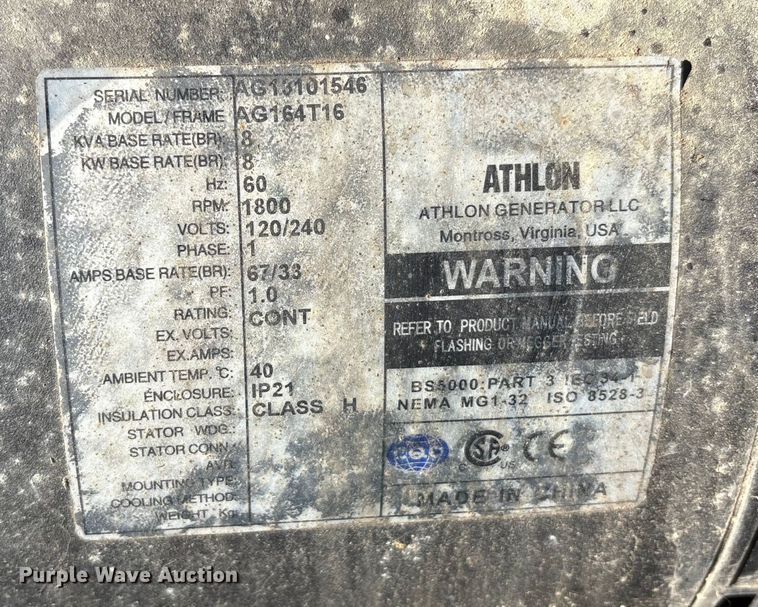 SERIAL NUMBER: AG13101546
MODEL/FRAME AG164T16
KVA BASE RATE(BR): 8
KW BASE RATE(BR): 8
Hz: 60
RPM: 1800
VOLTS: 120/240
PHASE: 1
AMPS BASE RATE(BR): 67/33
PF: 1.0
RATING: CONT
EX. VOLTS:
EX.AMPS:
AMBIENT TEMP. °C: 40
ENCLOSURE: IP21
INSULATION CLASS: CLASS H
STATOR WDG.:
STATOR CONN.:
AVR:
MOUNTING TYPE:
COOLING METHOD:
WEIGHT Kg:
ATHLON
ATHLON GENERATOR LLC
Montross, Virginia, USA
WARNING
REFER TO PRODUCT MANUAL BEFORE FIELD
FLASHING OR MEGGER TESTING
BS5000:PART 3 IEC34-1
NEMA MG1-32 ISO 8528-3
C SA ® US CE
MADE IN CHINA
Purple Wave Auction